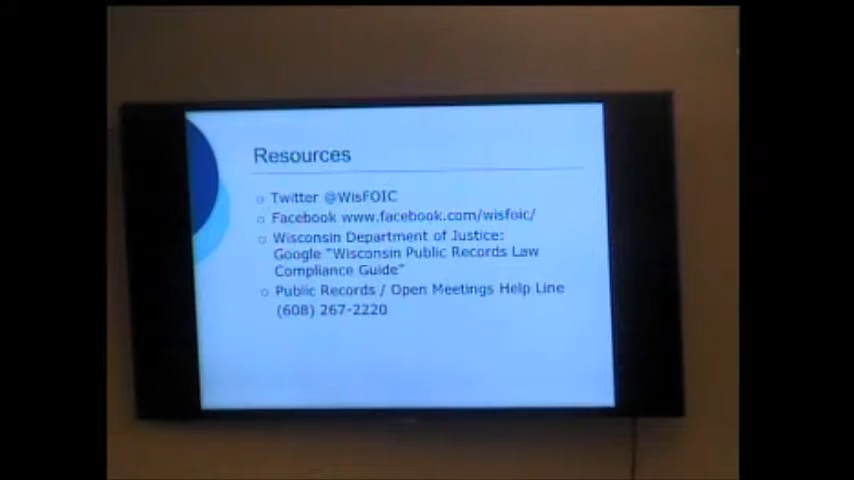 Resources
Twitter @WisFOIC
Facebook www.facebook.com/wisfoic/
Wisconsin Department of Justice:
Google "Wisconsin Public Records Law
Compliance Guide"
Public Records / Open Meetings Help Line
(608) 267-2220